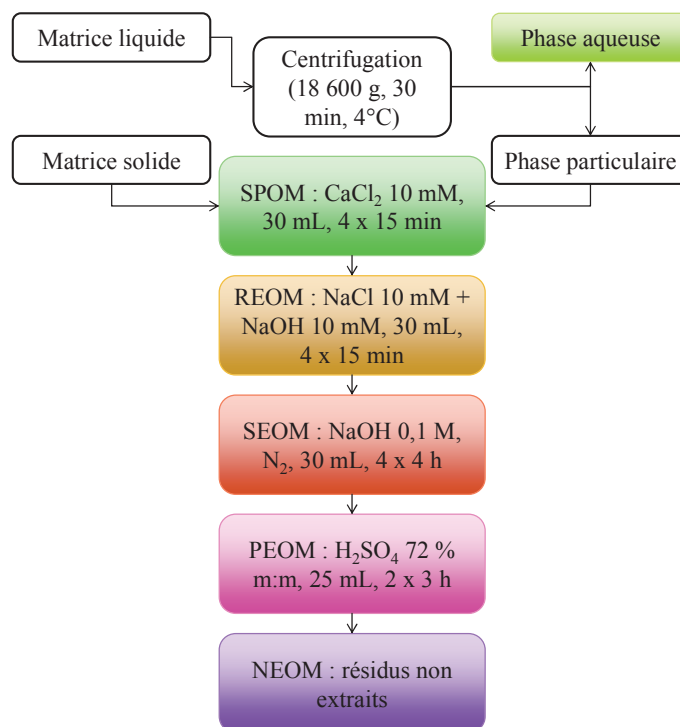 Matrice liquide
Centrifugation
(18 600 g, 30
min, 4°C)
Phase aqueuse
Matrice solide
Phase particulaire
SPOM : CaCl₂ 10 mM,
30 mL, 4 x 15 min
REOM : NaCl 10 mM +
NaOH 10 mM, 30 mL,
4 x 15 min
SEOM : NaOH 0,1 M,
N₂, 30 mL, 4 x 4 h
PEOM : H₂SO₄ 72 %
m:m, 25 mL, 2 x 3 h
NEOM : résidus non
extraits